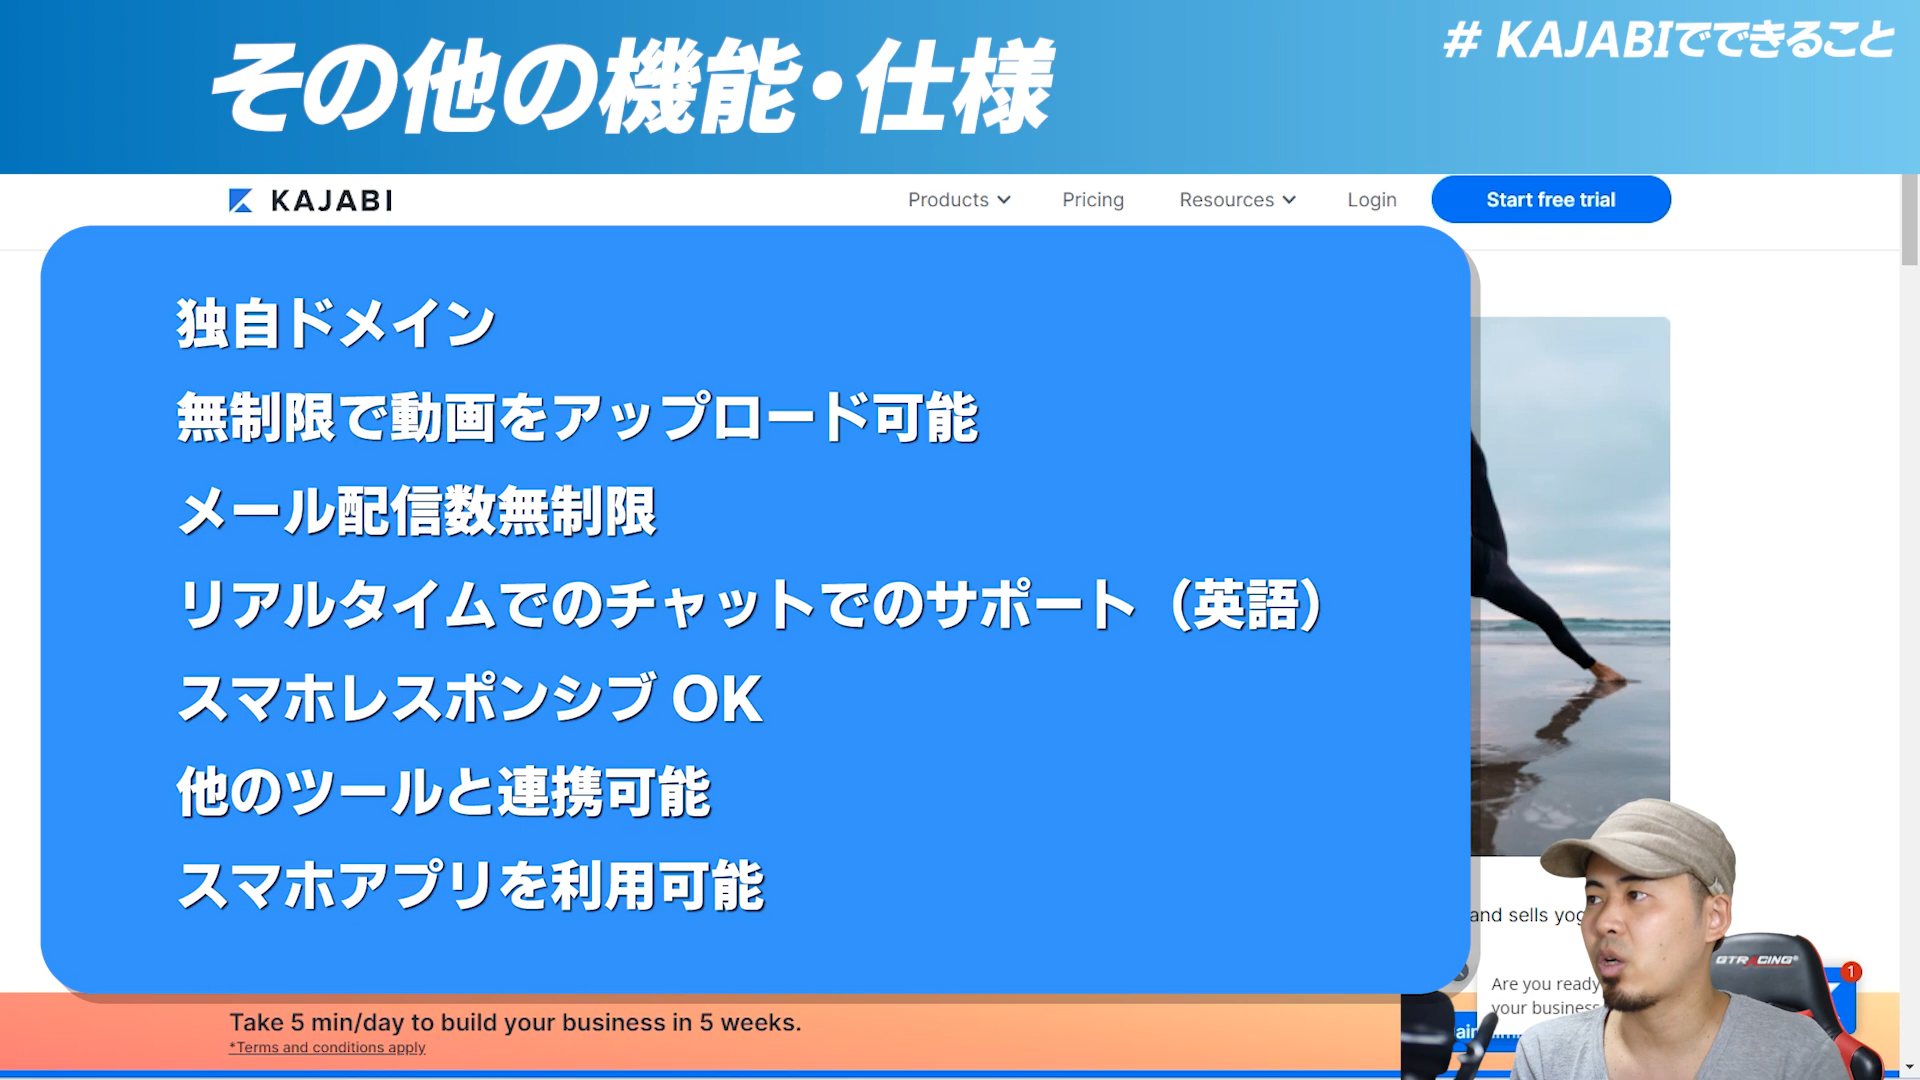 その他の機能・仕様
# KAJABIでできること
KAJABI
Products
Pricing
Resources
Login
Start free trial
独自ドメイン
無制限で動画をアップロード可能
メール配信数無制限
リアルタイムでのチャットでのサポート（英語）
スマホレスポンシブ OK
他のツールと連携可能
スマホアプリを利用可能
and sells
GTRACING
1
Are you ready
your business
Take 5 min/day to build your business in 5 weeks.
*Terms and conditions apply